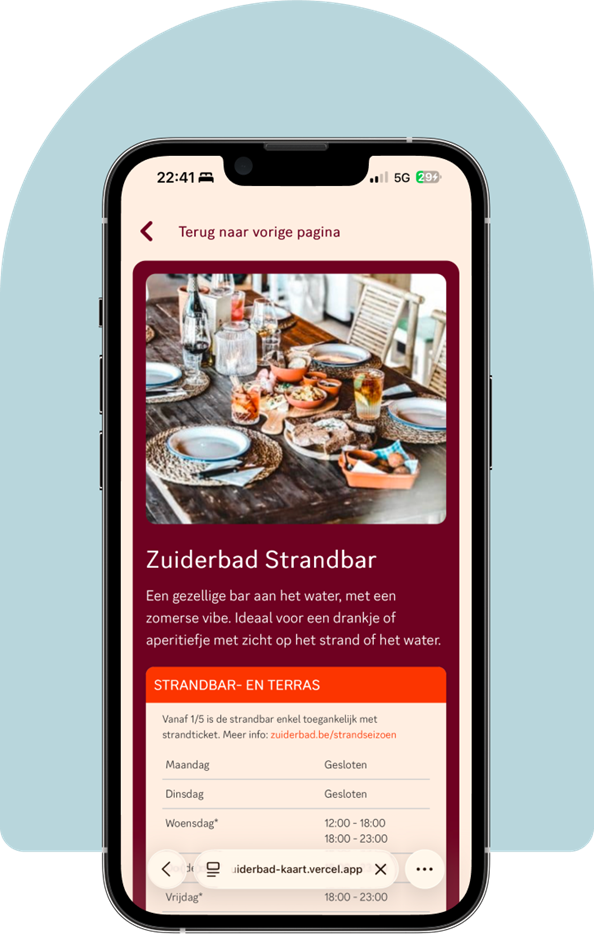 22:41
5G
29
Terug naar vorige pagina
Zuiderbad Strandbar
Een gezellige bar aan het water, met een
zomerse vibe. Ideaal voor een drankje of
aperitiefje met zicht op het strand of het water.
STRANDBAR- EN TERRAS
Vanaf 1/5 is de strandbar enkel toegankelijk met
strandticket. Meer info: zuiderbad.be/strandseizoen
Maandag Gesloten
Dinsdag Gesloten
Woensdag* 12:00 - 18:00
18:00 - 23:00
uiderbad-kaart.vercel.app
Vrijdag* 18:00 - 23:00